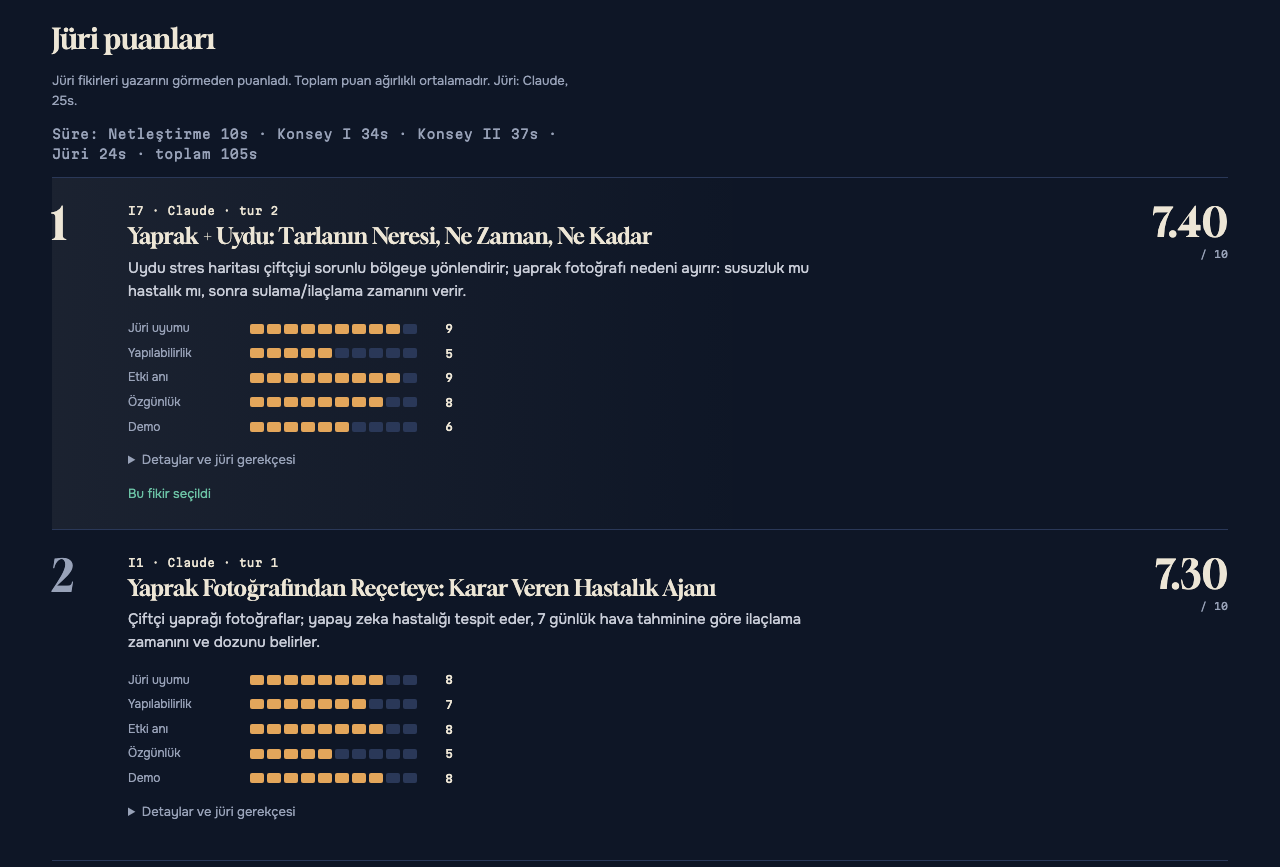 Jüri puanları
Jüri fikirleri yazarını görmeden puanladı. Toplam puan ağırlıklı ortalamadır. Jüri: Claude,
25s.
Süre: Netleştirme 10s · Konsey I 34s · Konsey II 37s ·
Jüri 24s · toplam 105s
1
I7 · Claude · tur 2
Yaprak + Uydu: Tarlanın Neresi, Ne Zaman, Ne Kadar
Uydu stres haritası çiftçiyi sorunlu bölgeye yönlendirir; yaprak fotoğrafı nedeni ayırır: susuzluk mu
hastalık mı, sonra sulama/ilaçlama zamanını verir.
7.40
/ 10
Jüri uyumu 9
Yapılabilirlik 5
Etki anı 9
Özgünlük 8
Demo 6
▶ Detaylar ve jüri gerekçesi
Bu fikir seçildi
2
I1 · Claude · tur 1
Yaprak Fotoğrafından Reçeteye: Karar Veren Hastalık Ajanı
Çiftçi yaprağı fotoğraflar; yapay zeka hastalığı tespit eder, 7 günlük hava tahminine göre ilaçlama
zamanını ve dozunu belirler.
7.30
/ 10
Jüri uyumu 8
Yapılabilirlik 7
Etki anı 8
Özgünlük 5
Demo 8
▶ Detaylar ve jüri gerekçesi